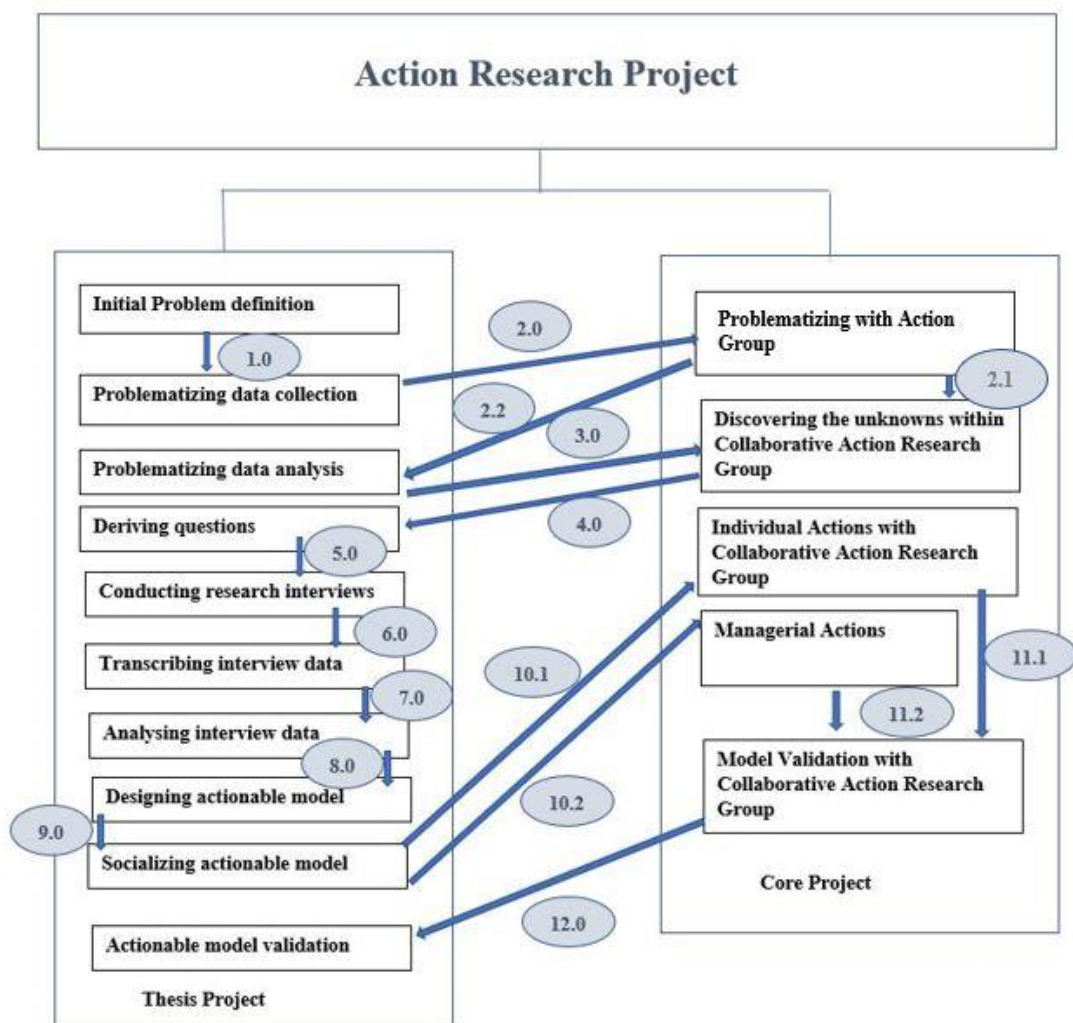 Action Research Project
Initial Problem definition
1.0
Problematizing data collection
2.0
Problematizing with Action
Group
2.1
2.2
Problematizing data analysis
3.0
Discovering the unknowns within
Collaborative Action Research
Group
Deriving questions
4.0
5.0
Conducting research interviews
Individual Actions with
Collaborative Action Research
Group
6.0
Transcribing interview data
Managerial Actions
7.0
10.1
11.1
11.2
Analysing interview data
8.0
Designing actionable model
Model Validation with
Collaborative Action Research
Group
9.0
10.2
Socializing actionable model
Core Project
12.0
Actionable model validation
Thesis Project